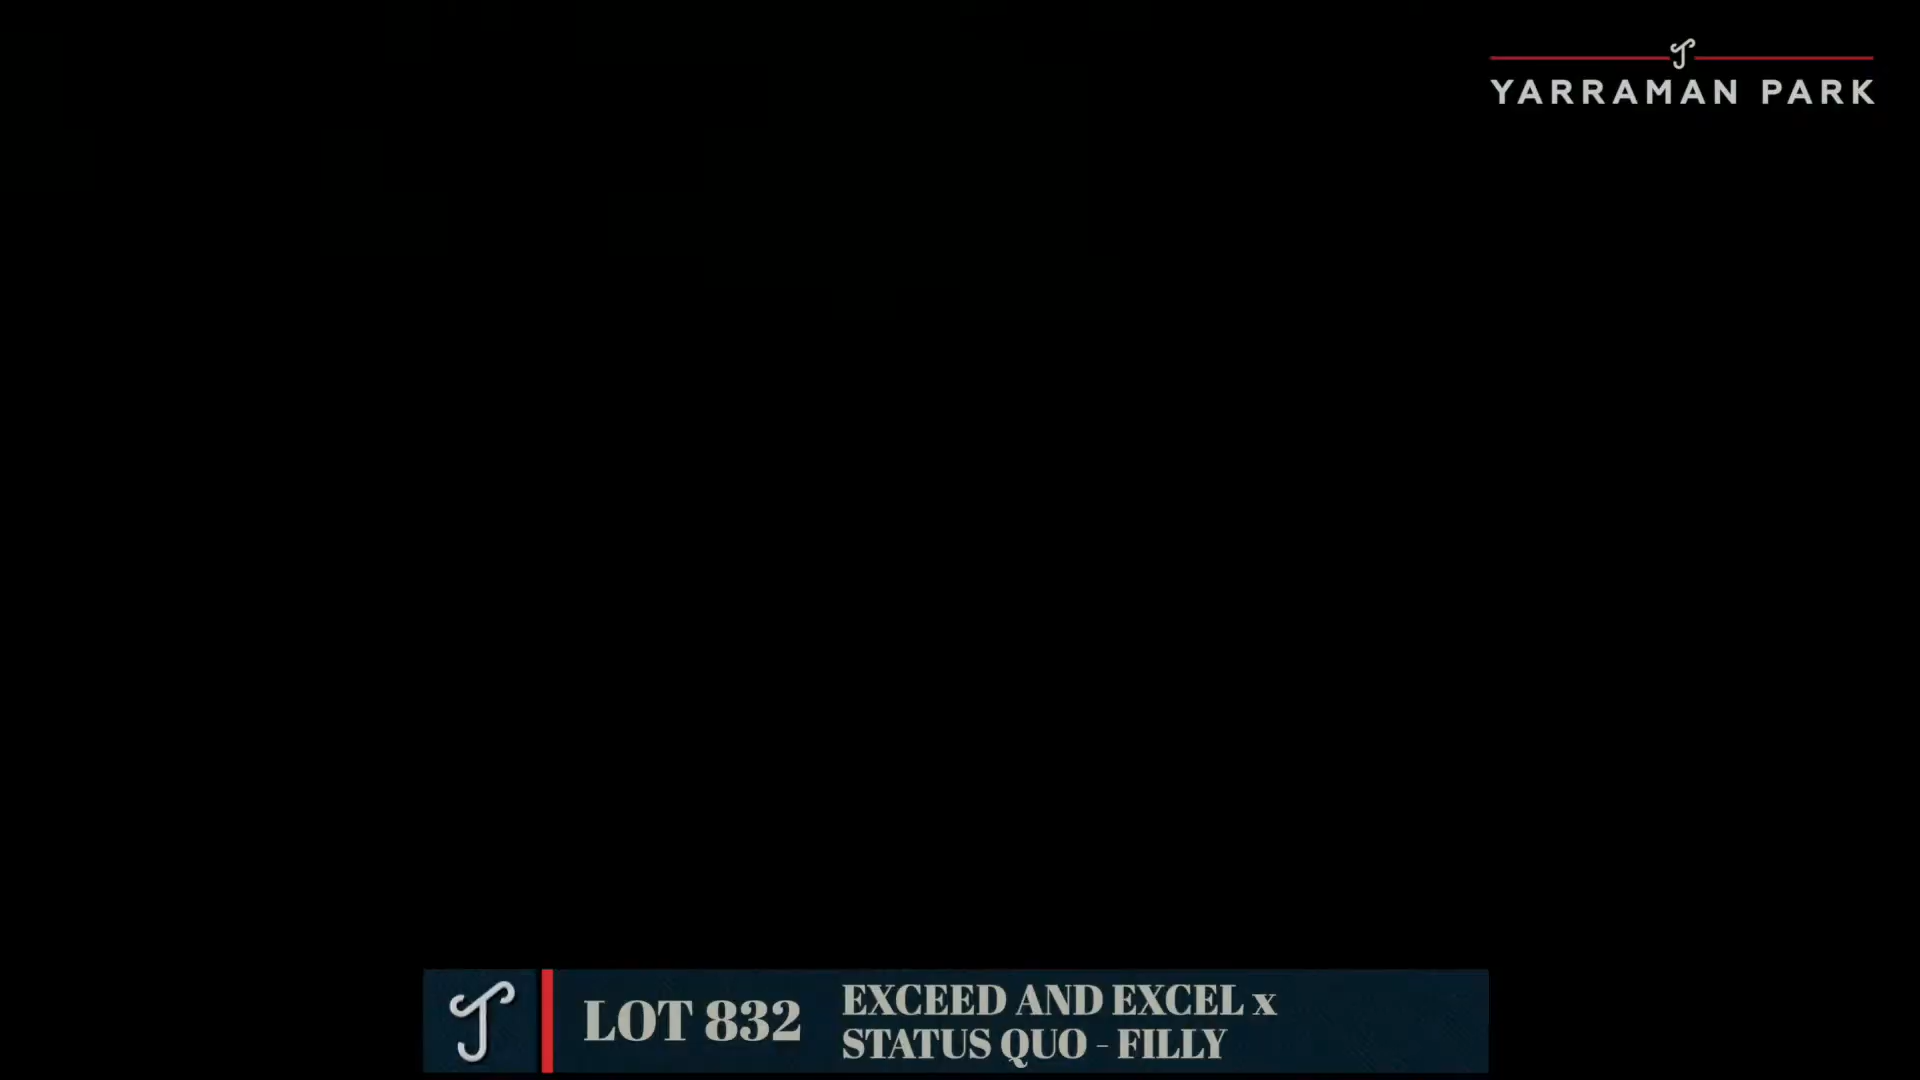 YARRAMAN PARK
LOT 832
EXCEED AND EXCEL x
STATUS QUO - FILLY